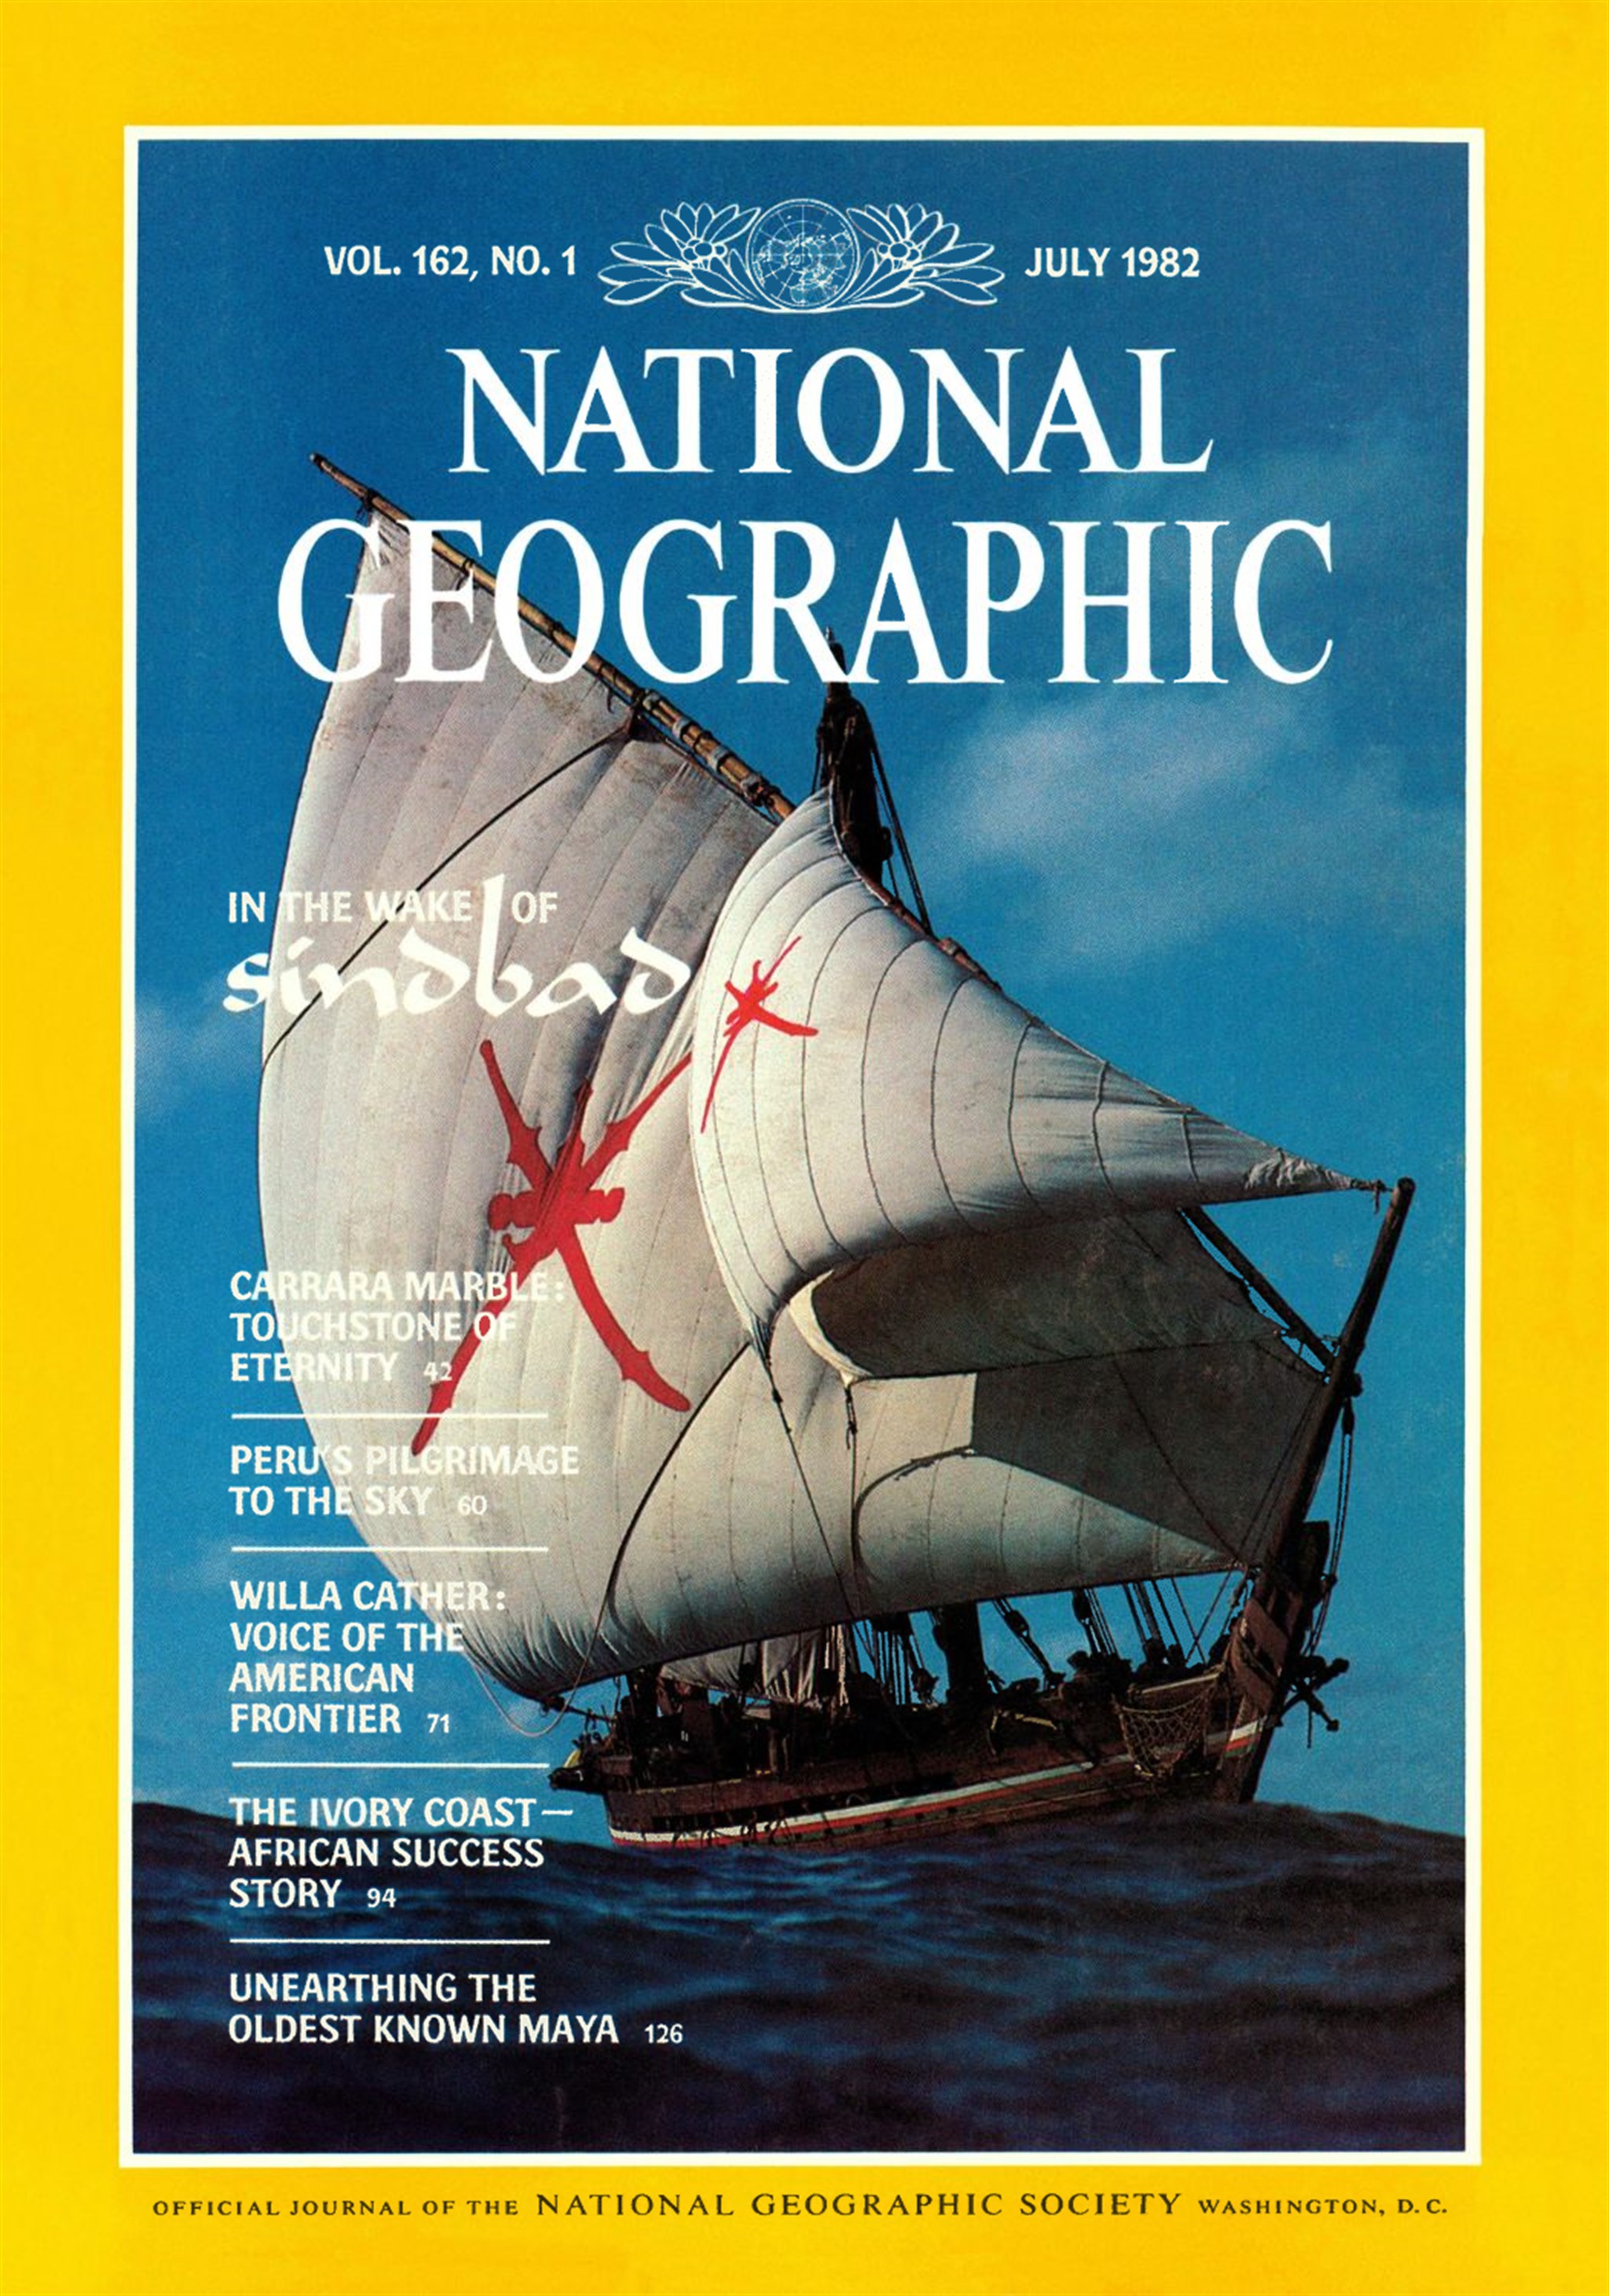 VOL. 162, NO. 1
JULY 1982
NATIONAL
GEOGRAPHIC
IN THE WAKE OF
sindbad
CARRARA MARBLE:
TOUCHSTONE OF
ETERNITY 42
PERU'S PILGRIMAGE
TO THE SKY 60
WILLA CATHER:
VOICE OF THE
AMERICAN
FRONTIER 71
THE IVORY COAST—
AFRICAN SUCCESS
STORY 94
UNEARTHING THE
OLDEST KNOWN MAYA 126
OFFICIAL JOURNAL OF THE NATIONAL GEOGRAPHIC SOCIETY WASHINGTON, D.C.